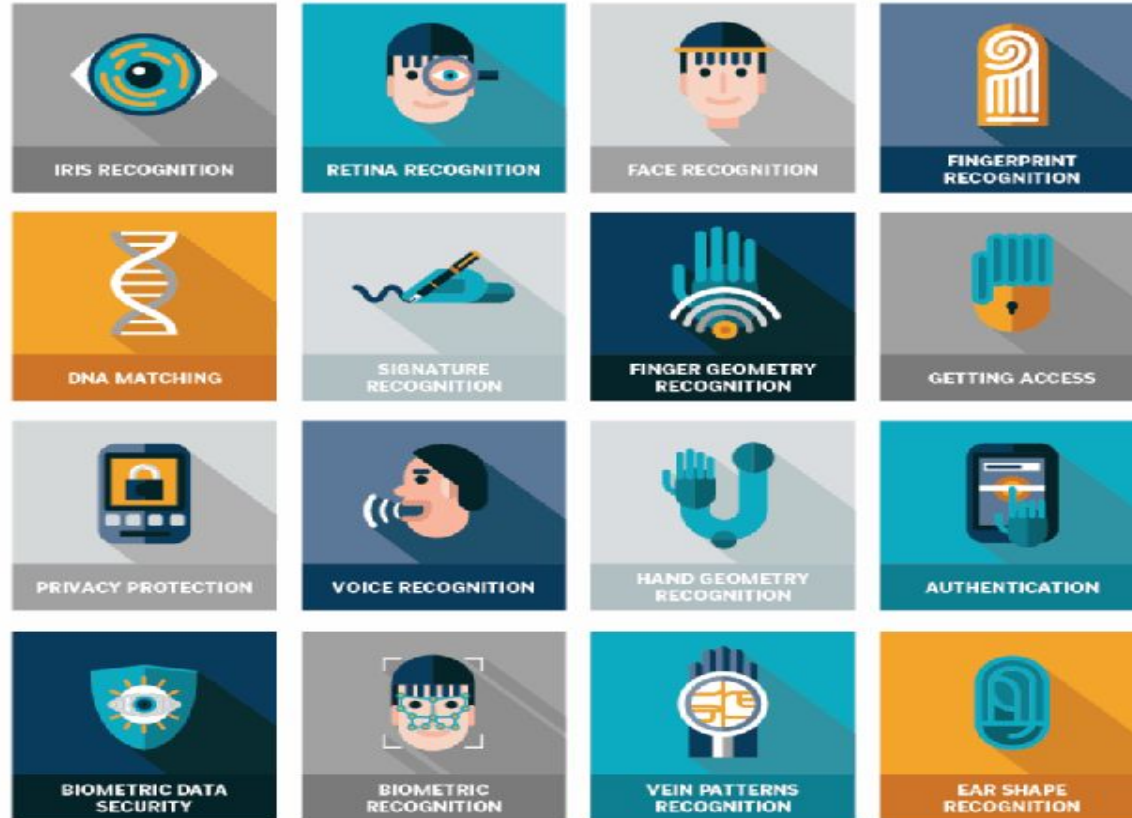 IRIS RECOGNITION
RETINA RECOGNITION
FACE RECOGNITION
FINGERPRINT
RECOGNITION
DNA MATCHING
SIGNATURE
RECOGNITION
FINGER GEOMETRY
RECOGNITION
GETTING ACCESS
PRIVACY PROTECTION
VOICE RECOGNITION
HAND GEOMETRY
RECOGNITION
AUTHENTICATION
BIOMETRIC DATA
SECURITY
BIOMETRIC
RECOGNITION
VEIN PATTERNS
RECOGNITION
EAR SHAPE
RECOGNITION